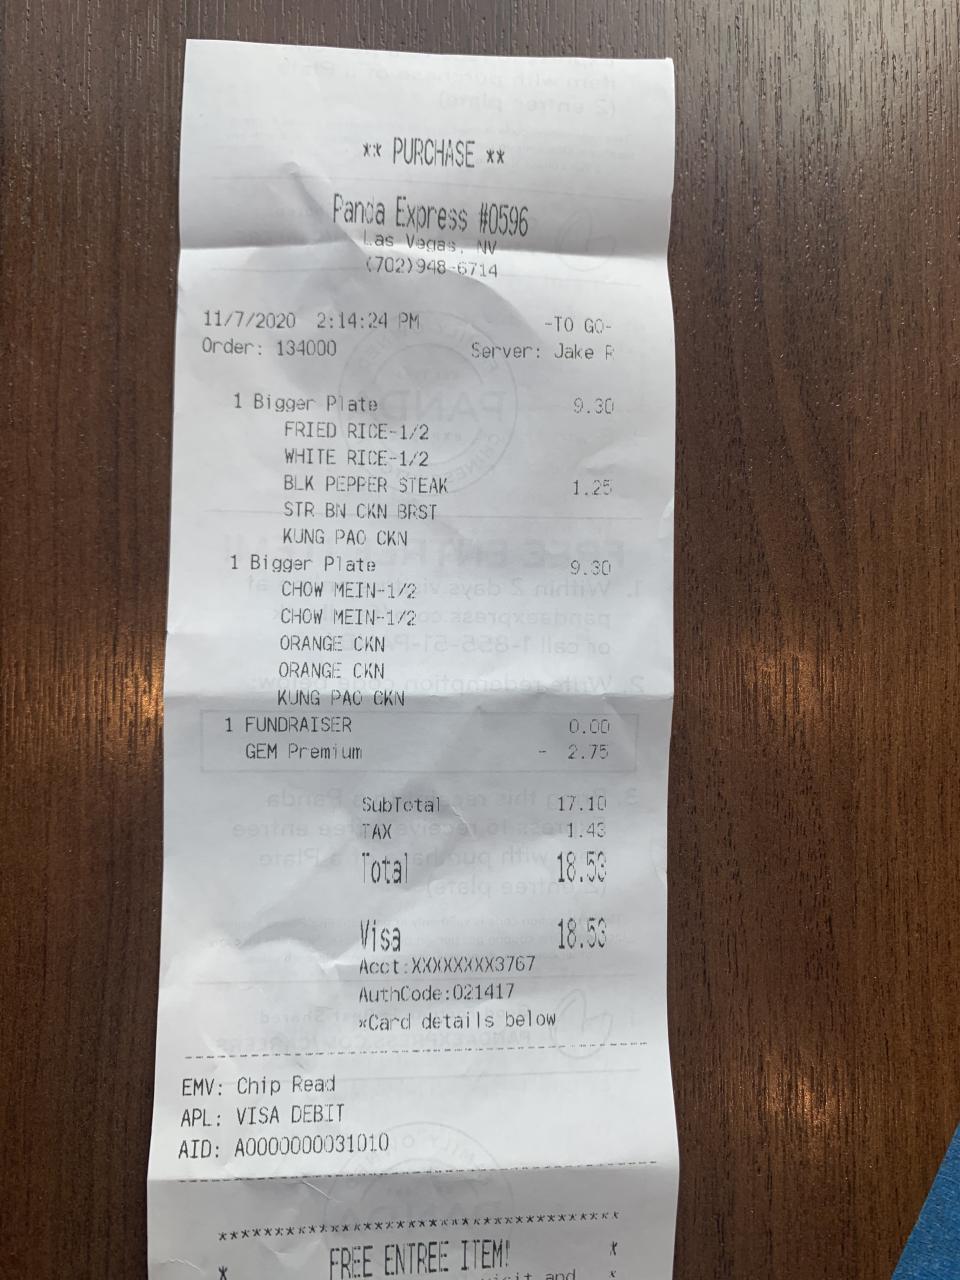 ** PURCHASE **
Panda Express #0596
Las Vegas, NV
(702)948-6714
11/7/2020 2:14:24 PM -TO GO-
Order: 134000 Server: Jake R
1 Bigger Plate 9.30
FRIED RICE-1/2
WHITE RICE-1/2
BLK PEPPER STEAK 1.25
STR BN CKN BRST
KUNG PAO CKN
1 Bigger Plate 9.30
CHOW MEIN-1/2
CHOW MEIN-1/2
ORANGE CKN
ORANGE CKN
KUNG PAO CKN
1 FUNDRAISER 0.00
GEM Premium - 2.75
SubTotal 17.10
TAX 1.43
Total 18.53
Visa 18.53
Acct:XXXXXXXX3767
AuthCode:021417
*Card details below
EMV: Chip Read
APL: VISA DEBIT
AID: A0000000031010
****************************************
* FREE ENTREE ITEM! *
visit and *